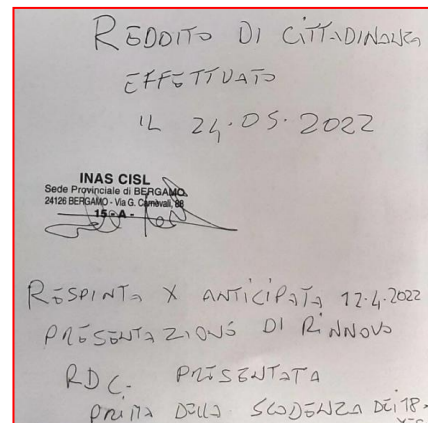 REDDITO DI CITTADINANZA
EFFETTUATO
IL 24.05.2022
INAS CISL
Sede Provinciale di BERGAMO
24126 BERGAMO - Via G. Carnevali, 88
- 15 - A -
RESPINTA X ANTICIPATA 12.4.2022
PRESENTAZIONE DI RINNOVO
RDC. PRESENTATA
PRIMA DELLA SCADENZA DEI 18